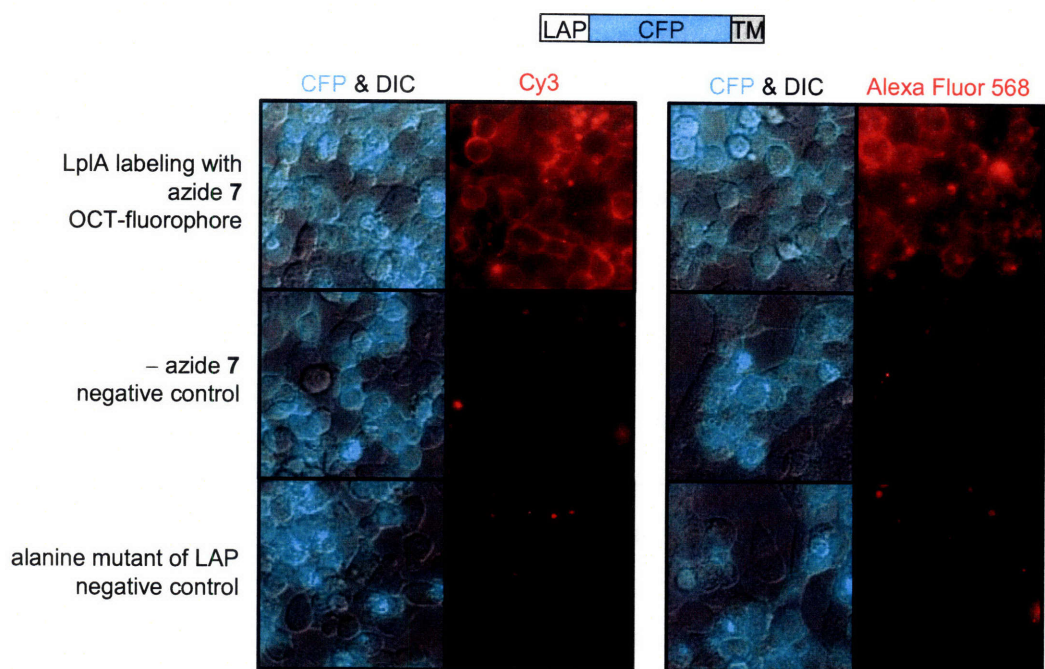 LAP CFP TM
CFP & DIC Cy3 CFP & DIC Alexa Fluor 568
LplA labeling with
azide 7
OCT-fluorophore
– azide 7
negative control
alanine mutant of LAP
negative control